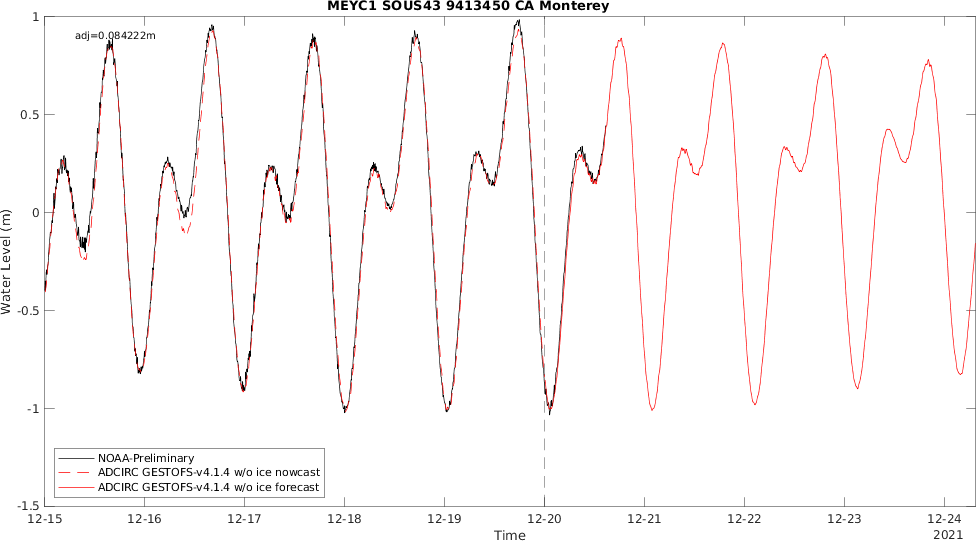 MEYC1 SOUS43 9413450 CA Monterey
adj=0.084222m
Water Level (m)
1
0.5
0
-0.5
-1
-1.5
NOAA-Preliminary
ADCIRC GESTOFS-v4.1.4 w/o ice nowcast
ADCIRC GESTOFS-v4.1.4 w/o ice forecast
12-15 12-16 12-17 12-18 12-19 12-20 12-21 12-22 12-23 12-24
2021
Time